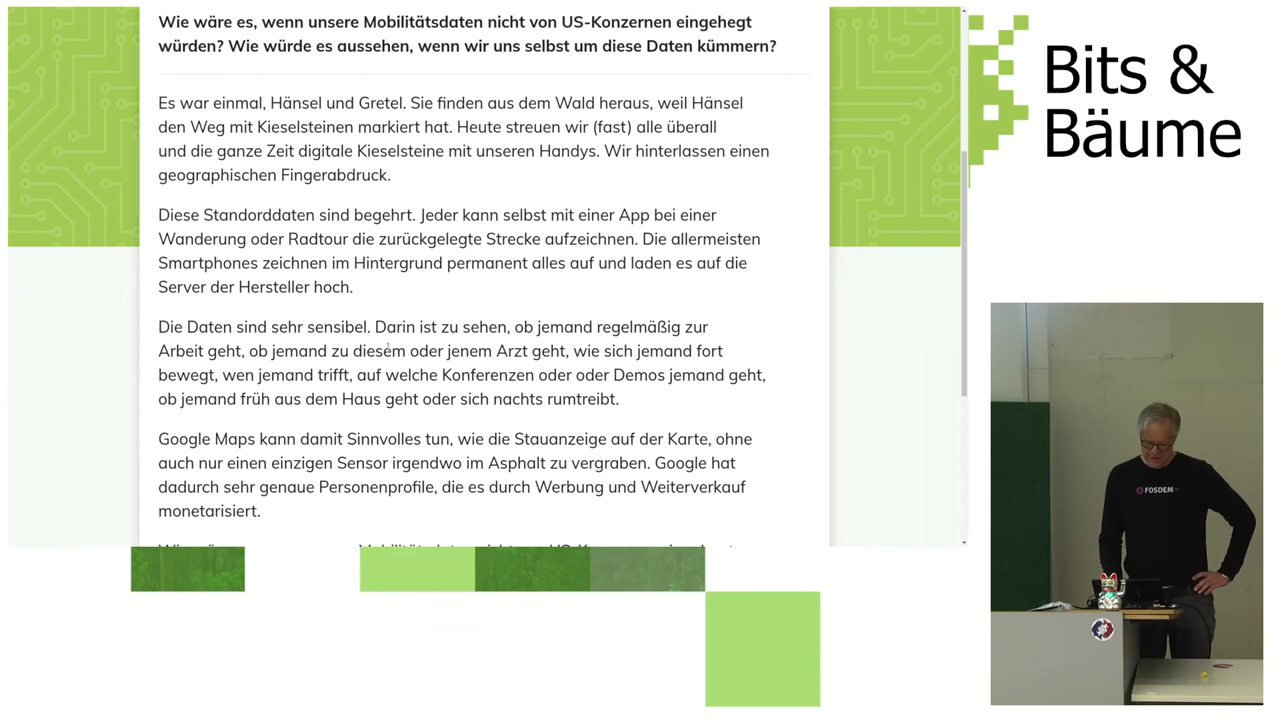 Wie wäre es, wenn unsere Mobilitätsdaten nicht von US-Konzernen eingehegt
würden? Wie würde es aussehen, wenn wir uns selbst um diese Daten kümmern?
Es war einmal, Hänsel und Gretel. Sie finden aus dem Wald heraus, weil Hänsel
den Weg mit Kieselsteinen markiert hat. Heute streuen wir (fast) alle überall
und die ganze Zeit digitale Kieselsteine mit unseren Handys. Wir hinterlassen einen
geographischen Fingerabdruck.
Diese Standorddaten sind begehrt. Jeder kann selbst mit einer App bei einer
Wanderung oder Radtour die zurückgelegte Strecke aufzeichnen. Die allermeisten
Smartphones zeichnen im Hintergrund permanent alles auf und laden es auf die
Server der Hersteller hoch.
Die Daten sind sehr sensibel. Darin ist zu sehen, ob jemand regelmäßig zur
Arbeit geht, ob jemand zu diesem oder jenem Arzt geht, wie sich jemand fort
bewegt, wen jemand trifft, auf welche Konferenzen oder oder Demos jemand geht,
ob jemand früh aus dem Haus geht oder sich nachts rumtreibt.
Google Maps kann damit Sinnvolles tun, wie die Stauanzeige auf der Karte, ohne
auch nur einen einzigen Sensor irgendwo im Asphalt zu vergraben. Google hat
dadurch sehr genaue Personenprofile, die es durch Werbung und Weiterverkauf
monetarisiert.
Bits &
Bäume
FOSDEM